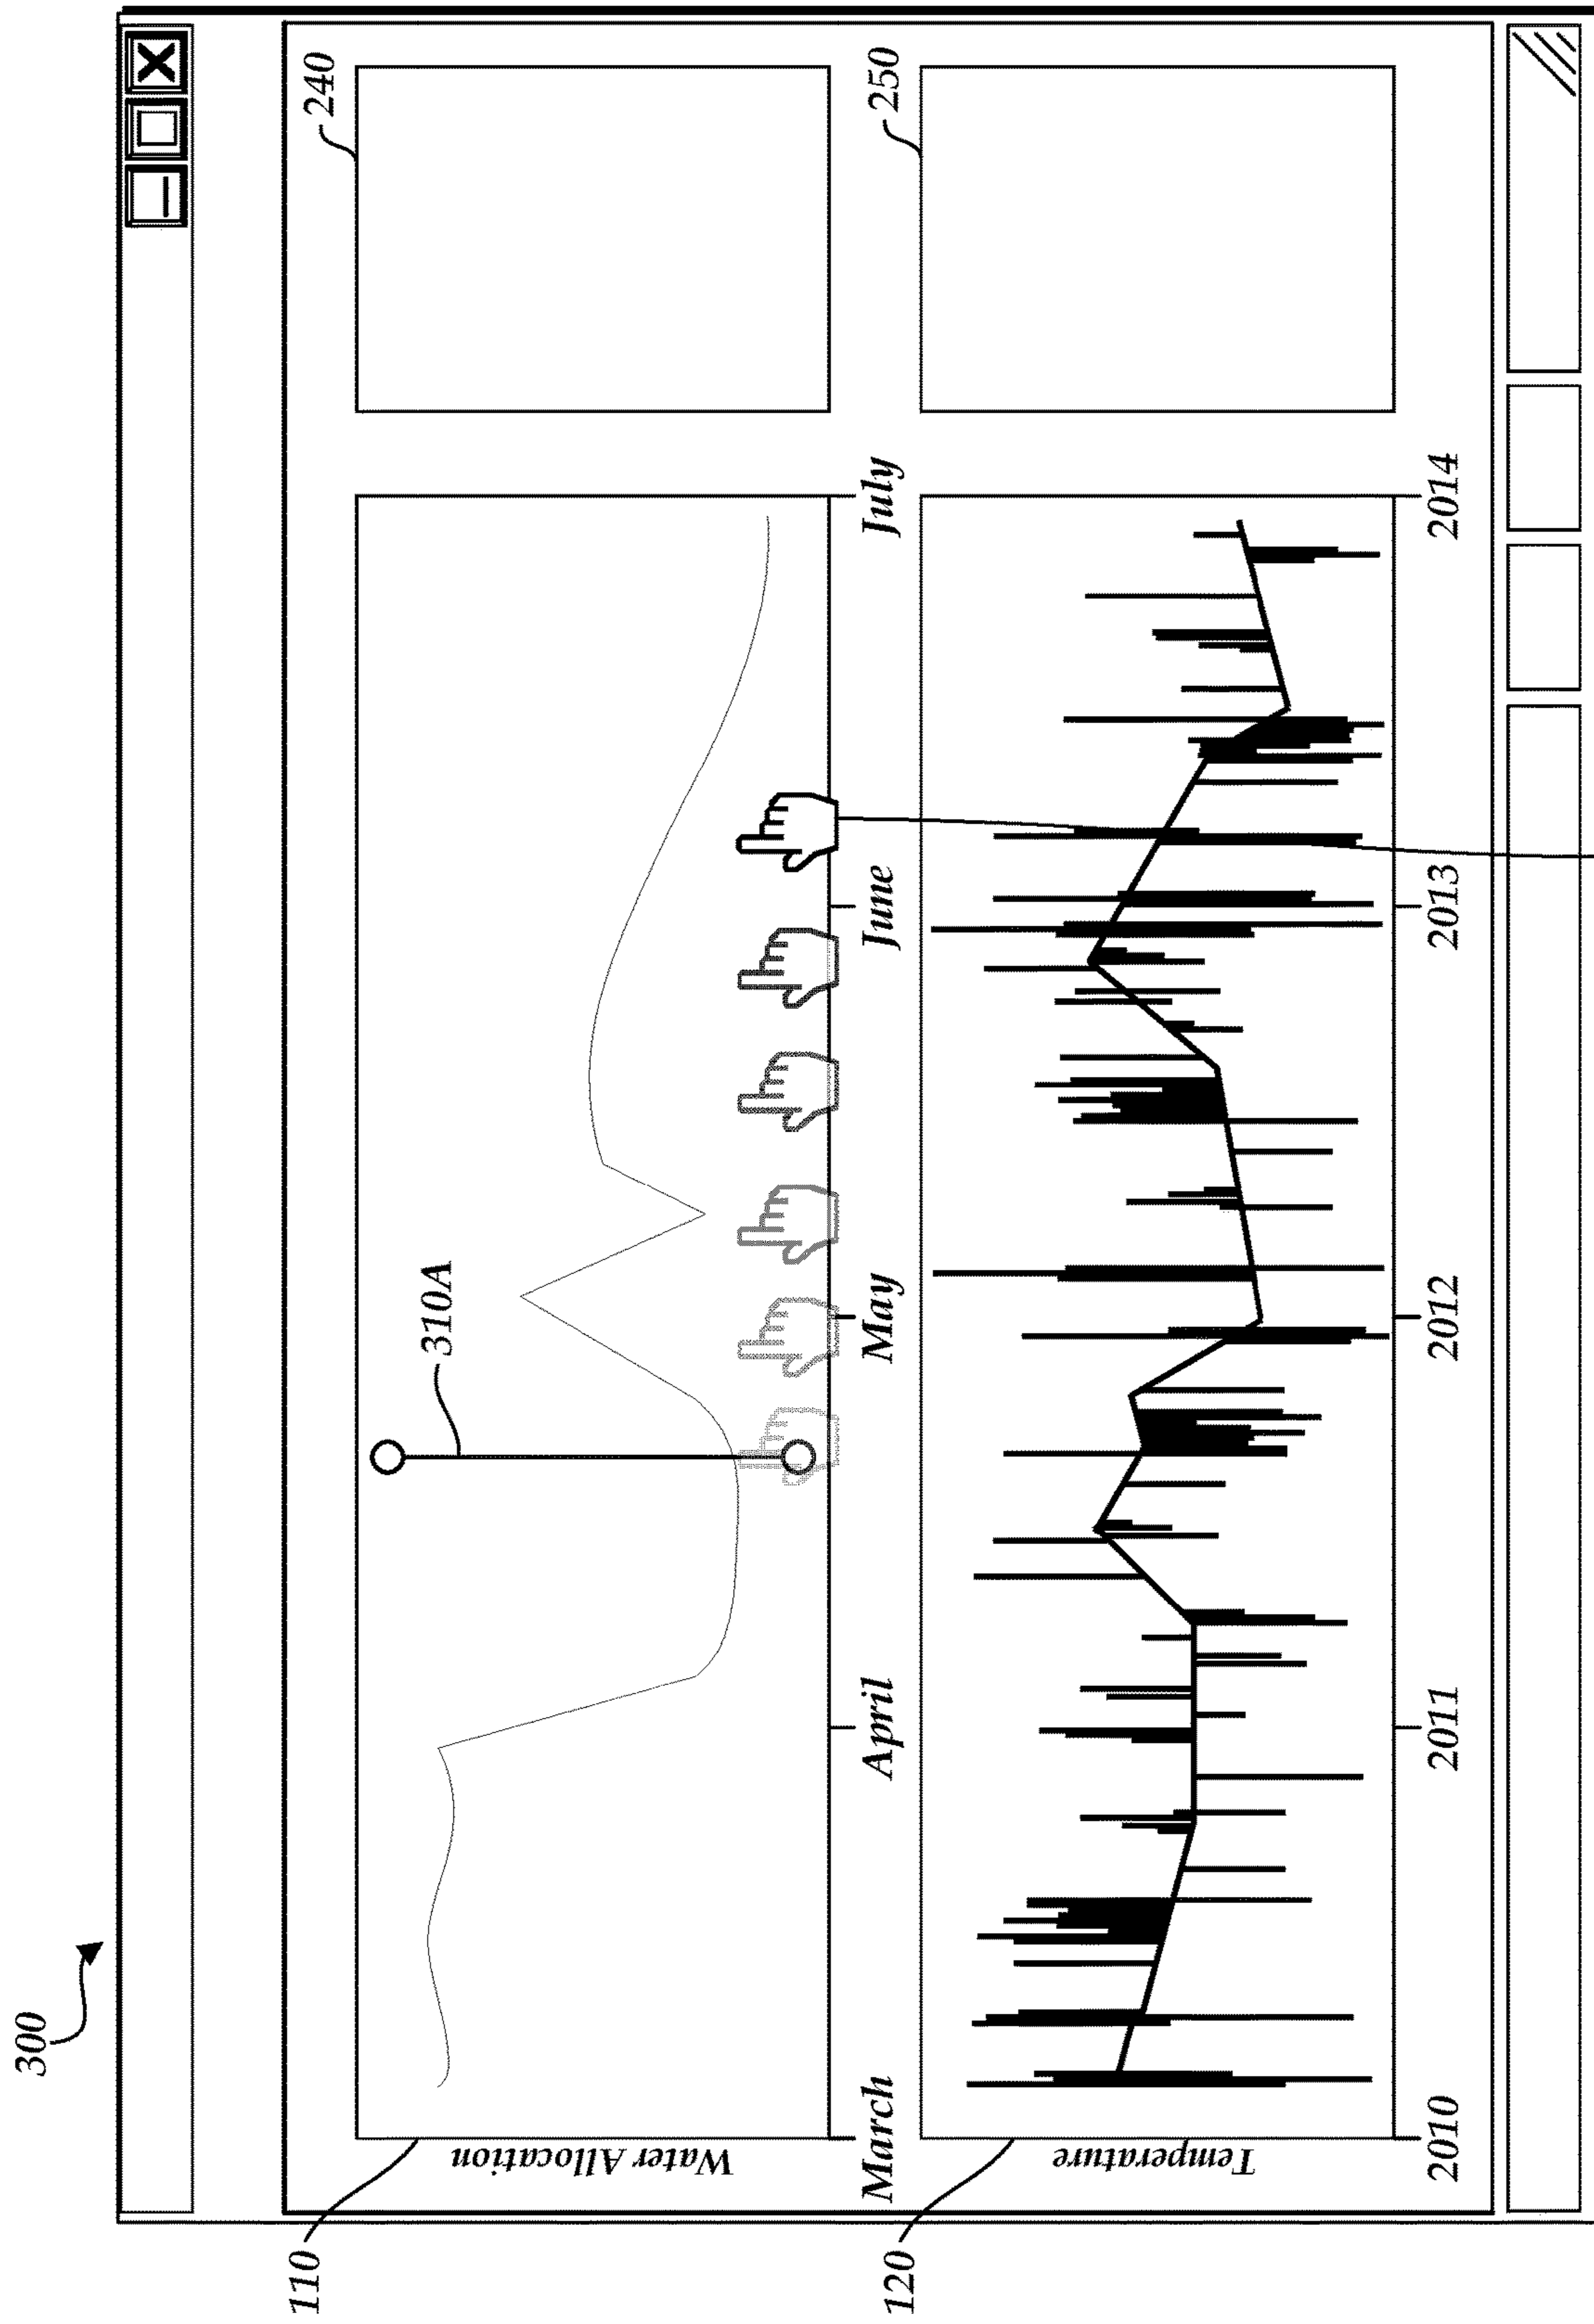 300
240
110
Water Allocation
310A
March April May June July
250
120
Temperature
2010 2011 2012 2013 2014